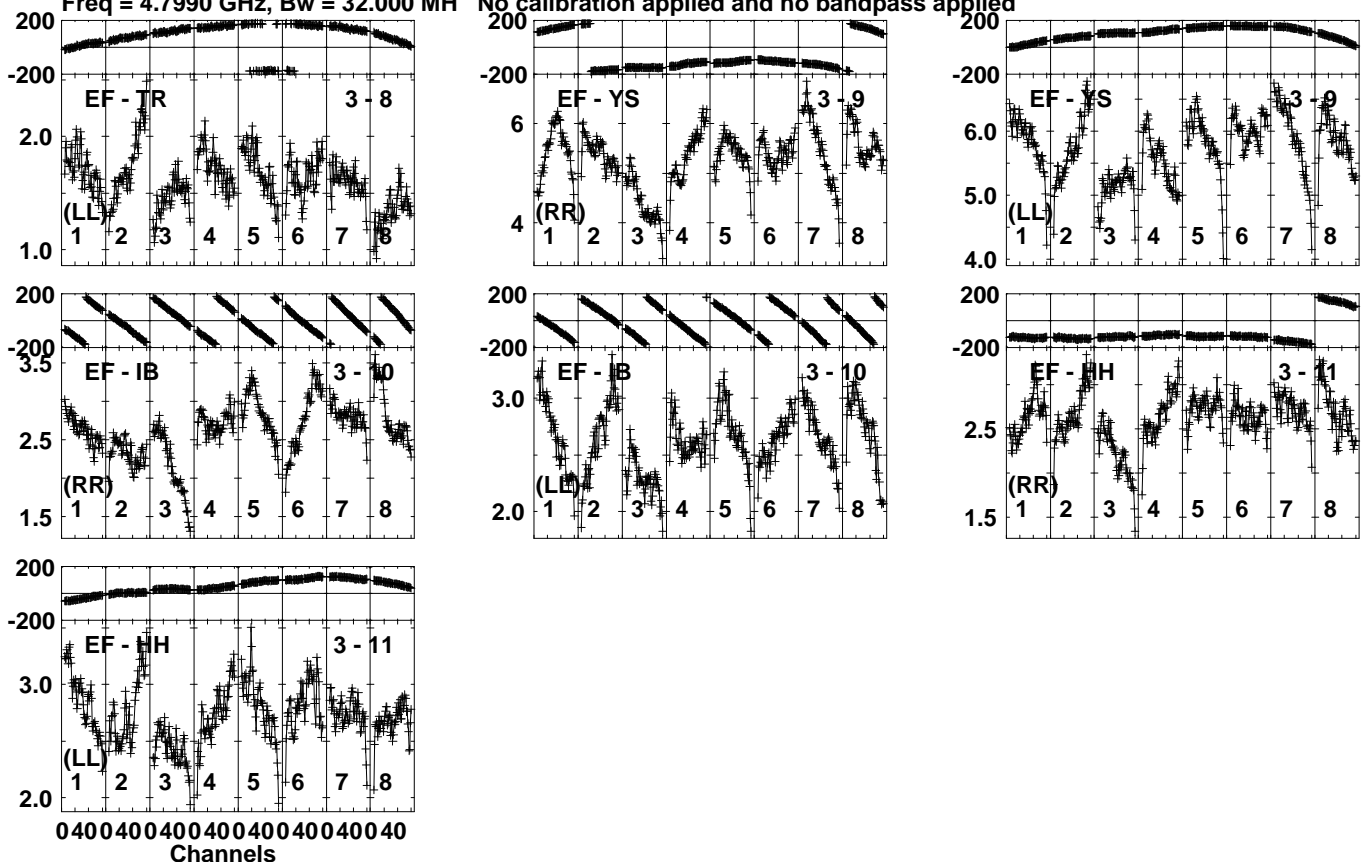 Freq = 4.7990 GHz, Bw = 32.000 MH No calibration applied and no bandpass applied
200
-200
EF - TR 3 - 8
2.0
(LL)
1 2 3 4 5 6 7 8
1.0
EF - YS 3 - 9
200
-200
6
(RR)
4
1 2 3 4 5 6 7 8
200
-200
EF - YS 3 - 9
6.0
5.0
(LL)
1 2 3 4 5 6 7 8
4.0
200
-200
3.5
EF - IB 3 - 10
2.5
(RR)
1 2 3 4 5 6 7 8
1.5
200
-200
EF - IB 3 - 10
3.0
(LL)
2.0
1 2 3 4 5 6 7 8
200
-200
EF - HH 3 - 11
2.5
(RR)
1 2 3 4 5 6 7 8
1.5
200
-200
EF - HH 3 - 11
3.0
(LL)
1 2 3 4 5 6 7 8
2.0
0 40 0 40 0 40 0 40 0 40 0 40 0 40 0 40
Channels